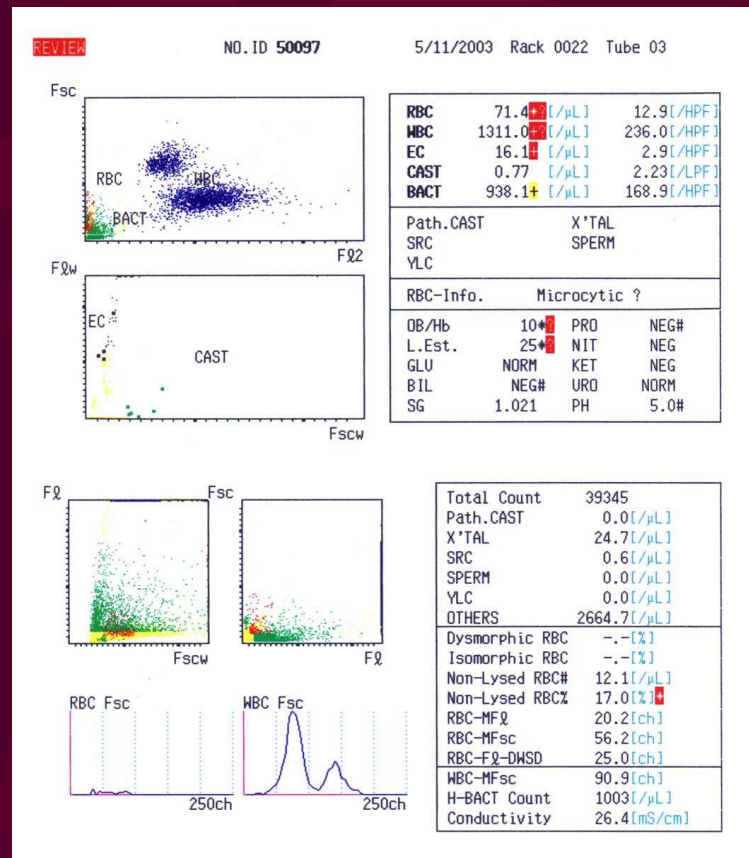 REVIEW NO.ID 50097 5/11/2003 Rack 0022 Tube 03
Fsc
RBC
WBC
BACT
Fℓ2
Fℓw
EC
CAST
Fscw
RBC 71.4+? [/μL] 12.9[/HPF]
WBC 1311.0+? [/μL] 236.0[/HPF]
EC 16.1+ [/μL] 2.9[/HPF]
CAST 0.77 [/μL] 2.23[/LPF]
BACT 938.1+ [/μL] 168.9[/HPF]
Path.CAST X'TAL
SRC SPERM
YLC
RBC-Info. Microcytic ?
OB/Hb 10*? PRO NEG#
L.Est. 25*? NIT NEG
GLU NORM KET NEG
BIL NEG# URO NORM
SG 1.021 PH 5.0#
Fℓ
Fscw
Fsc
Fℓ
RBC Fsc
250ch
WBC Fsc
250ch
Total Count 39345
Path.CAST 0.0[/μL]
X'TAL 24.7[/μL]
SRC 0.6[/μL]
SPERM 0.0[/μL]
YLC 0.0[/μL]
OTHERS 2664.7[/μL]
Dysmorphic RBC -.-[%]
Isomorphic RBC -.-[%]
Non-Lysed RBC# 12.1[/μL]
Non-Lysed RBC% 17.0[%]+
RBC-MFℓ 20.2[ch]
RBC-MFsc 56.2[ch]
RBC-Fℓ-DWSD 25.0[ch]
WBC-MFsc 90.9[ch]
H-BACT Count 1003[/μL]
Conductivity 26.4[mS/cm]